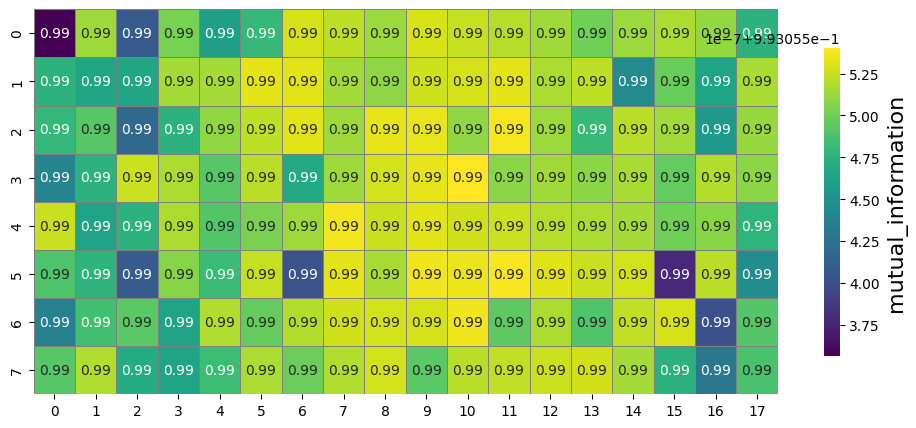 1e−7+9.93055e−1
0 0.99 0.99 0.99 0.99 0.99 0.99 0.99 0.99 0.99 0.99 0.99 0.99 0.99 0.99 0.99 0.99 0.99 0.99
1 0.99 0.99 0.99 0.99 0.99 0.99 0.99 0.99 0.99 0.99 0.99 0.99 0.99 0.99 0.99 0.99 0.99 0.99
2 0.99 0.99 0.99 0.99 0.99 0.99 0.99 0.99 0.99 0.99 0.99 0.99 0.99 0.99 0.99 0.99 0.99 0.99
3 0.99 0.99 0.99 0.99 0.99 0.99 0.99 0.99 0.99 0.99 0.99 0.99 0.99 0.99 0.99 0.99 0.99 0.99
4 0.99 0.99 0.99 0.99 0.99 0.99 0.99 0.99 0.99 0.99 0.99 0.99 0.99 0.99 0.99 0.99 0.99 0.99
5 0.99 0.99 0.99 0.99 0.99 0.99 0.99 0.99 0.99 0.99 0.99 0.99 0.99 0.99 0.99 0.99 0.99 0.99
6 0.99 0.99 0.99 0.99 0.99 0.99 0.99 0.99 0.99 0.99 0.99 0.99 0.99 0.99 0.99 0.99 0.99 0.99
7 0.99 0.99 0.99 0.99 0.99 0.99 0.99 0.99 0.99 0.99 0.99 0.99 0.99 0.99 0.99 0.99 0.99 0.99
0 1 2 3 4 5 6 7 8 9 10 11 12 13 14 15 16 17
5.25
5.00
4.75
4.50
4.25
4.00
3.75
mutual_information